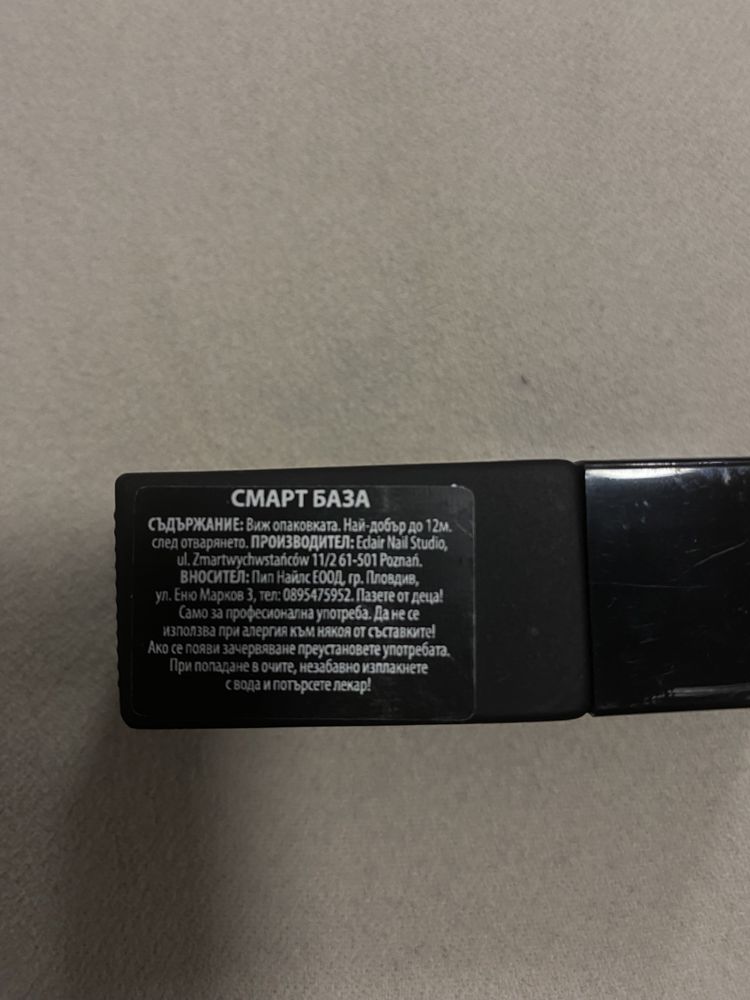 СМАРТ БАЗА
СЪДЪРЖАНИЕ: Виж опаковката. Най-добър до 12м.
след отварянето. ПРОИЗВОДИТЕЛ: Eclair Nail Studio,
ul. Zmartwychwstańców 11/2 61-501 Poznań.
ВНОСИТЕЛ: Пип Найлс ЕООД, гр. Пловдив,
ул. Еню Марков 3, тел: 0895475952. Пазете от деца!
Само за професионална употреба. Да не се
използва при алергия към някоя от съставките!
Ако се появи зачервяване преустановете употребата.
При попадане в очите, незабавно изплакнете
с вода и потърсете лекар!